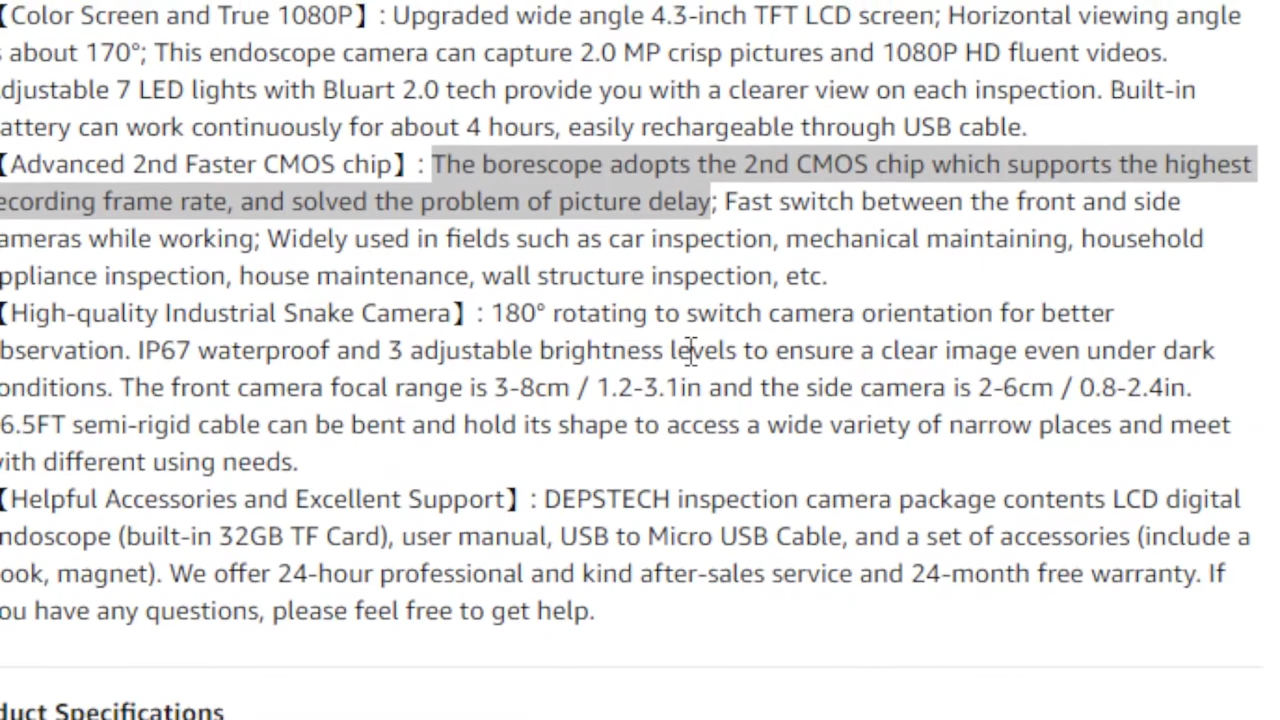 【Color Screen and True 1080P】: Upgraded wide angle 4.3-inch TFT LCD screen; Horizontal viewing angle
about 170°; This endoscope camera can capture 2.0 MP crisp pictures and 1080P HD fluent videos.
djustable 7 LED lights with Bluart 2.0 tech provide you with a clearer view on each inspection. Built-in
attery can work continuously for about 4 hours, easily rechargeable through USB cable.
【Advanced 2nd Faster CMOS chip】: The borescope adopts the 2nd CMOS chip which supports the highest
ecording frame rate, and solved the problem of picture delay; Fast switch between the front and side
ameras while working; Widely used in fields such as car inspection, mechanical maintaining, household
ppliance inspection, house maintenance, wall structure inspection, etc.
【High-quality Industrial Snake Camera】: 180° rotating to switch camera orientation for better
bservation. IP67 waterproof and 3 adjustable brightness levels to ensure a clear image even under dark
onditions. The front camera focal range is 3-8cm / 1.2-3.1in and the side camera is 2-6cm / 0.8-2.4in.
6.5FT semi-rigid cable can be bent and hold its shape to access a wide variety of narrow places and meet
ith different using needs.
【Helpful Accessories and Excellent Support】: DEPSTECH inspection camera package contents LCD digital
ndoscope (built-in 32GB TF Card), user manual, USB to Micro USB Cable, and a set of accessories (include a
ook, magnet). We offer 24-hour professional and kind after-sales service and 24-month free warranty. If
ou have any questions, please feel free to get help.
duct Specifications